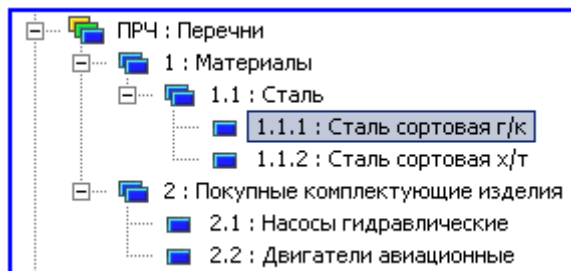 ПРЧ : Перечни
1 : Материалы
1.1 : Сталь
1.1.1 : Сталь сортовая г/к
1.1.2 : Сталь сортовая х/т
2 : Покупные комплектующие изделия
2.1 : Насосы гидравлические
2.2 : Двигатели авиационные